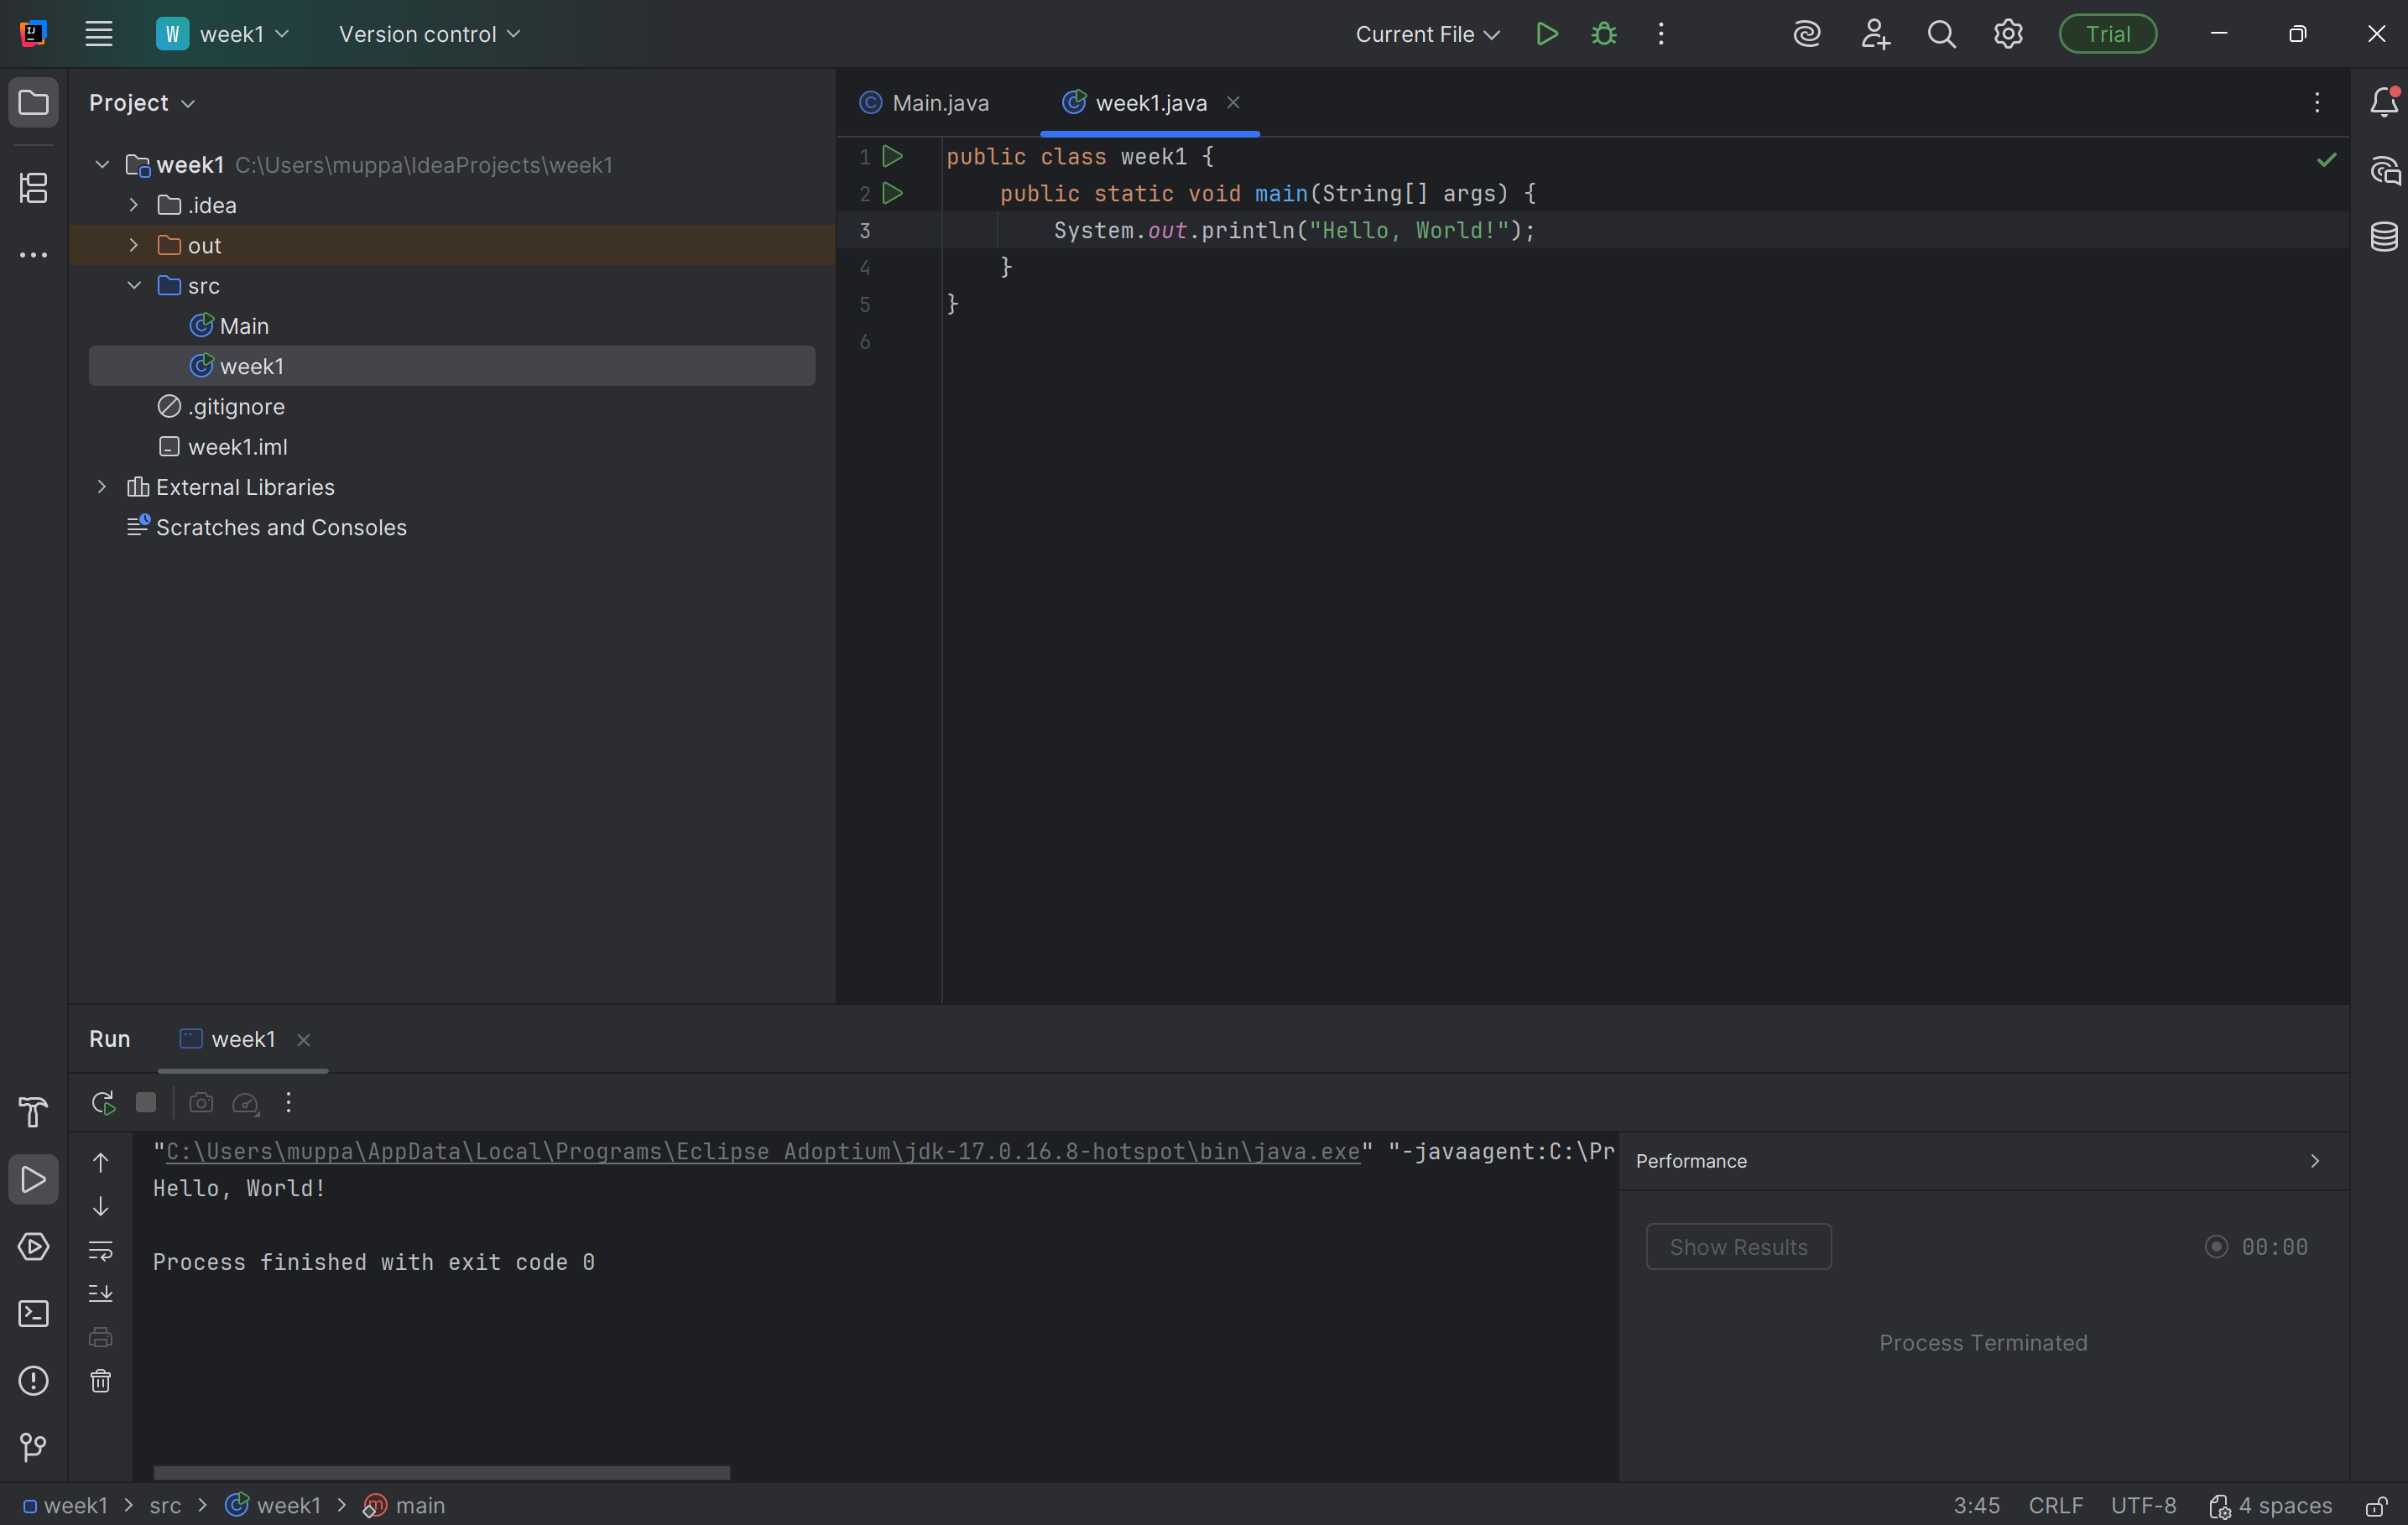 W week1 Version control Current File Trial
Project
Main.java week1.java
week1 C:\Users\muppa\IdeaProjects\week1
.idea
out
src
Main
week1
.gitignore
week1.iml
External Libraries
Scratches and Consoles
1 public class week1 {
2 public static void main(String[] args) {
3 System.out.println("Hello, World!");
4 }
5 }
6
Run week1
"C:\Users\muppa\AppData\Local\Programs\Eclipse Adoptium\jdk-17.0.16.8-hotspot\bin\java.exe" "-javaagent:C:\Pr
Hello, World!
Process finished with exit code 0
Performance
Show Results 00:00
Process Terminated
week1 > src > week1 > main 3:45 CRLF UTF-8 4 spaces